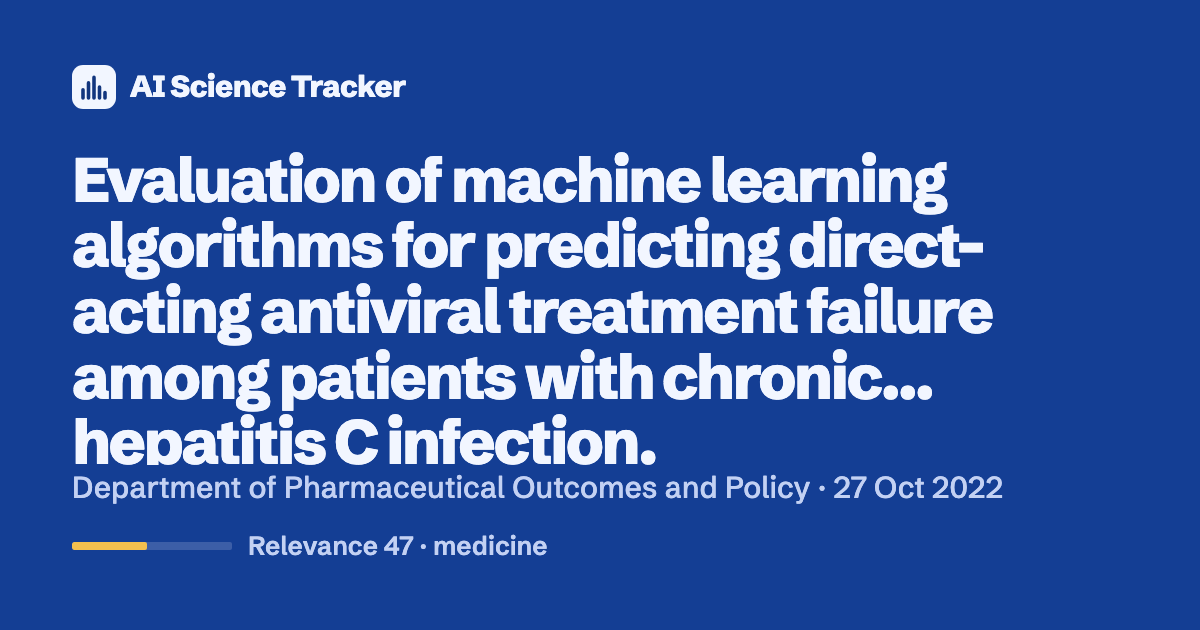 AI Science Tracker
Evaluation of machine learning
algorithms for predicting direct-
acting antiviral treatment failure
among patients with chronic...
hepatitis C infection.
Department of Pharmaceutical Outcomes and Policy · 27 Oct 2022
Relevance 47 · medicine